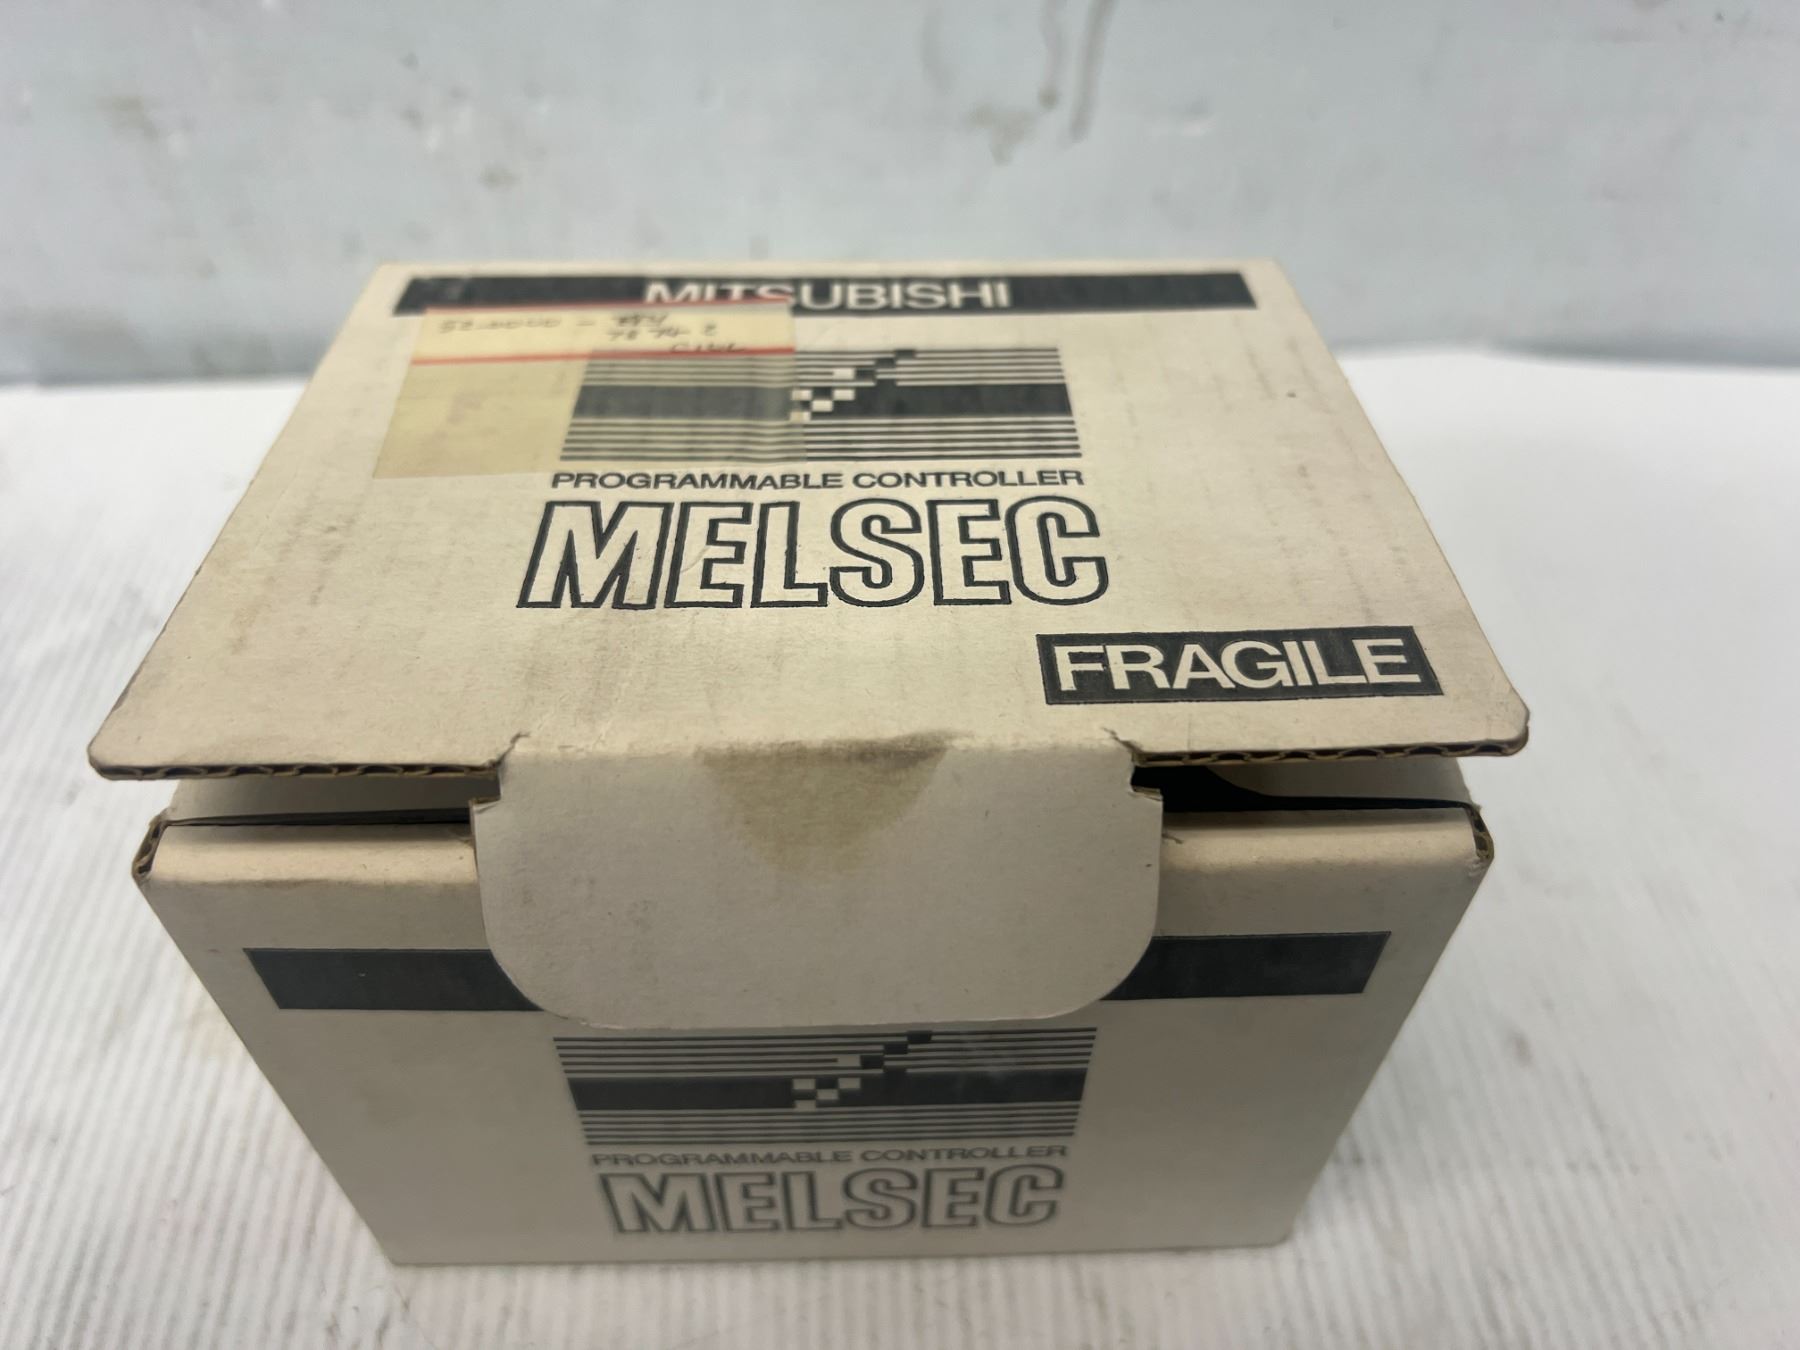 MITSUBISHI
PROGRAMMABLE CONTROLLER
MELSEC
FRAGILE
PROGRAMMABLE CONTROLLER
MELSEC